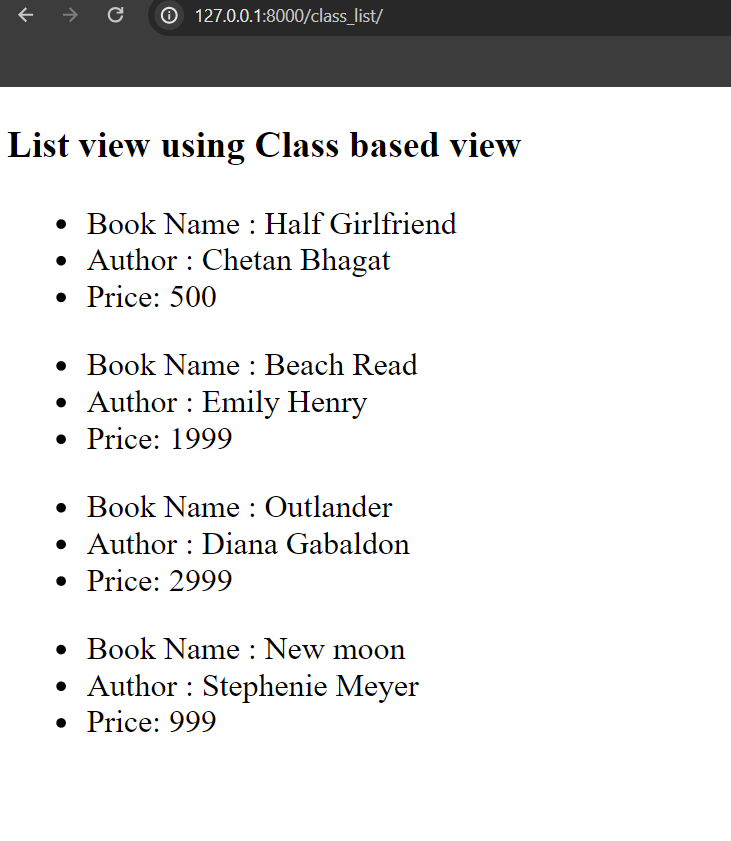 127.0.0.1:8000/class_list/
List view using Class based view
Book Name : Half Girlfriend
Author : Chetan Bhagat
Price: 500
Book Name : Beach Read
Author : Emily Henry
Price: 1999
Book Name : Outlander
Author : Diana Gabaldon
Price: 2999
Book Name : New moon
Author : Stephenie Meyer
Price: 999